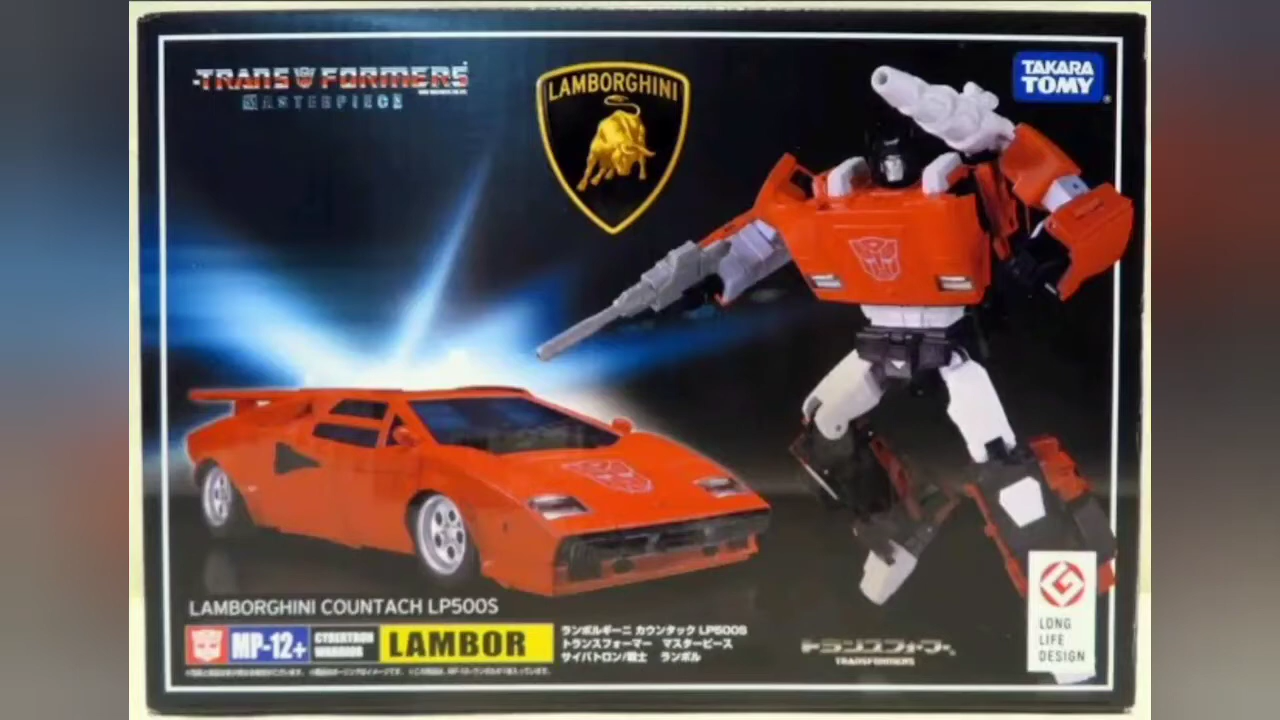 TRANSFORMERS
MASTERPIECE
LAMBORGHINI
TAKARA
TOMY
LAMBORGHINI COUNTACH LP500S
MP-12+
CYBERTRON
WARRIOR
LAMBOR
ランボルギーニ カウンタック LP500S
トランスフォーマー マスターピース
サイバトロン/戦士 ランボル
トランスフォーマー
TRANSFORMERS
G
LONG
LIFE
DESIGN